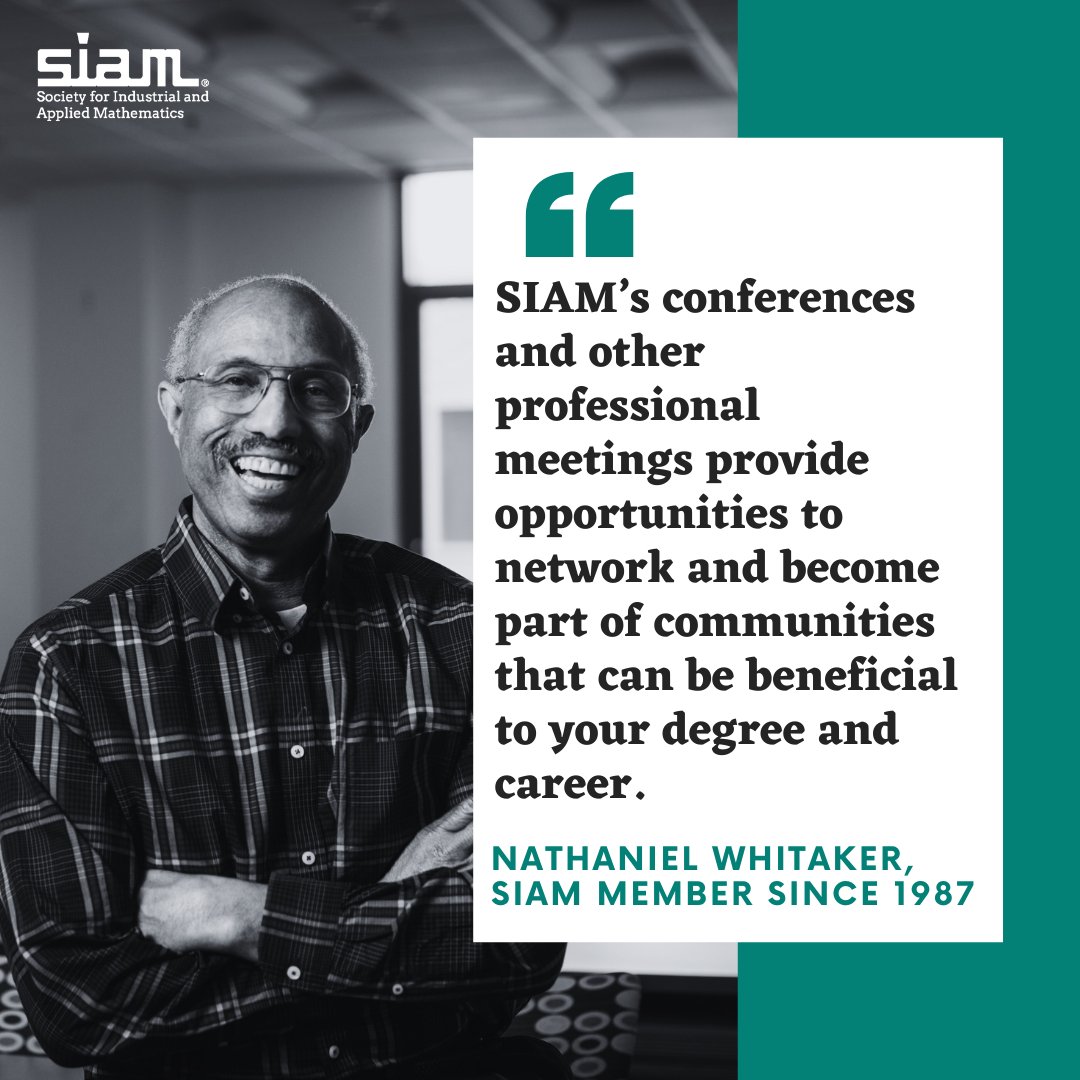 siam®
Society for Industrial and
Applied Mathematics
SIAM’s conferences
and other
professional
meetings provide
opportunities to
network and become
part of communities
that can be beneficial
to your degree and
career.
NATHANIEL WHITAKER,
SIAM MEMBER SINCE 1987